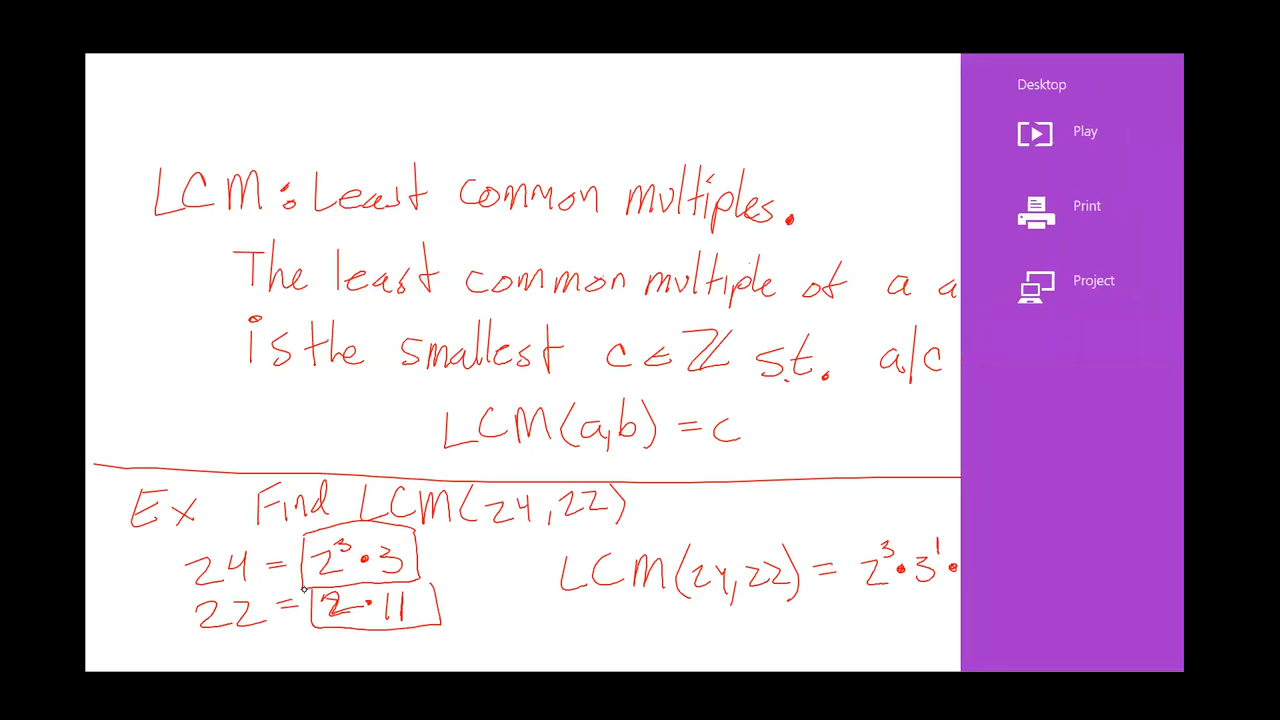 LCM: Least common multiples.
The least common multiple of a a
is the smallest c ∈ ℤ s.t. a/c
LCM(a,b) = c
Ex Find LCM(24,22)
24 = 2³·3
22 = 2·11
LCM(24,22) = 2³·3¹·
Desktop
Play
Print
Project